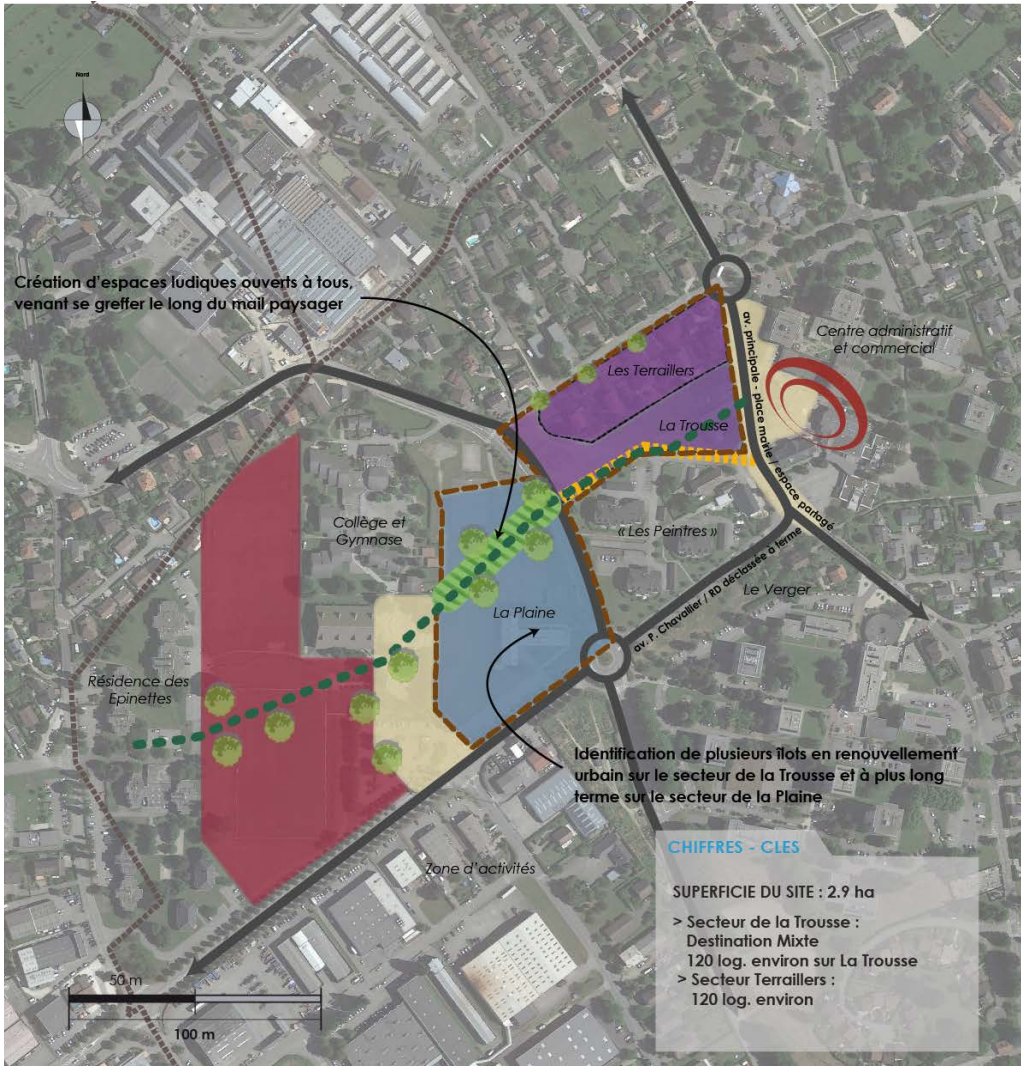 Nord
Création d'espaces ludiques ouverts à tous,
venant se greffer le long du mail paysager
Centre administratif
et commercial
av. principale - place mairie / espace partagé
Les Terraillers
La Trousse
Collège et
Gymnase
« Les Peintres »
av. P. Chavallier / RD déclassée à terme
Le Verger
La Plaine
Résidence des
Epinettes
Identification de plusieurs îlots en renouvellement
urbain sur le secteur de la Trousse et à plus long
terme sur le secteur de la Plaine
Zone d'activités
CHIFFRES - CLES
SUPERFICIE DU SITE : 2.9 ha
> Secteur de la Trousse :
Destination Mixte
120 log. environ sur La Trousse
> Secteur Terraillers :
120 log. environ
50 m
100 m